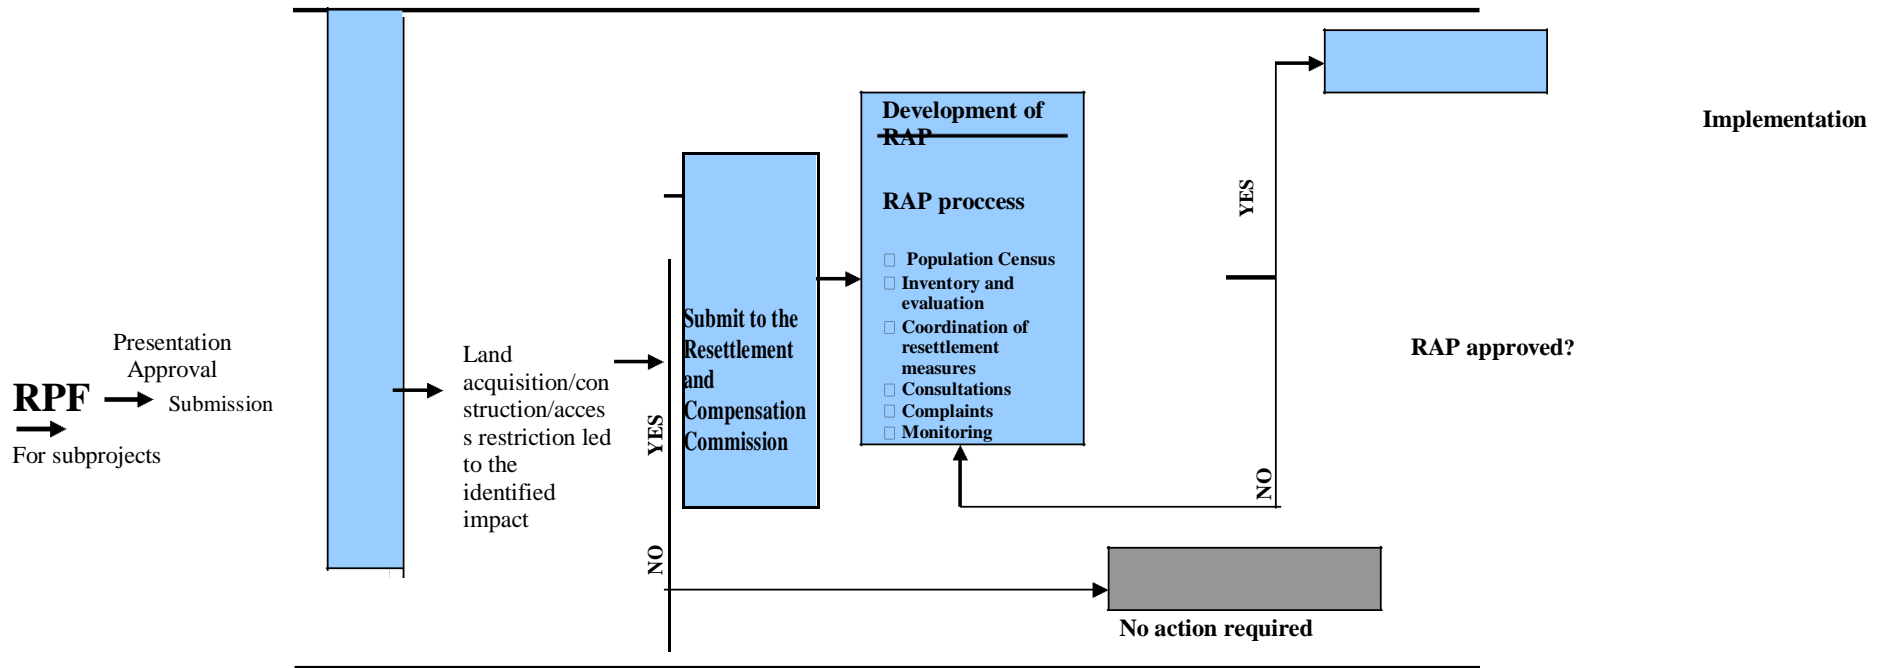 RPF
For subprojects
Presentation
Approval
Submission
Land
acquisition/con
struction/acces
s restriction led
to the
identified
impact
YES
NO
Submit to the
Resettlement
and
Compensation
Commission
Development of
RAP
RAP proccess
Population Census
Inventory and
evaluation
Coordination of
resettlement
measures
Consultations
Complaints
Monitoring
YES
NO
RAP approved?
Implementation
No action required